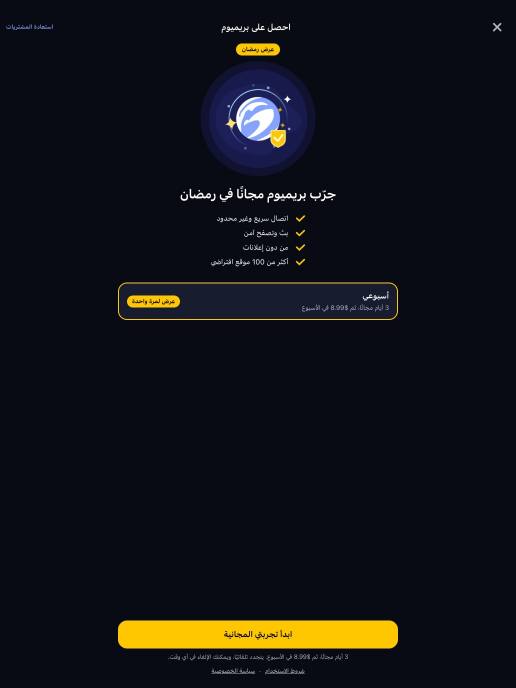 احصل على بريميوم
استعادة المشتريات
عرض رمضان
جرّب بريميوم مجانًا في رمضان
اتصال سريع وغير محدود
بث وتصفح آمن
من دون إعلانات
أكثر من 100 موقع افتراضي
أسبوعي
3 أيام مجانًا، ثم 8.99$ في الأسبوع
عرض لمرة واحدة
ابدأ تجربتي المجانية
3 أيام مجانًا، ثم 8.99$ في الأسبوع. يتجدد تلقائيًا، ويمكنك الإلغاء في أي وقت.
شروط الاستخدام - سياسة الخصوصية